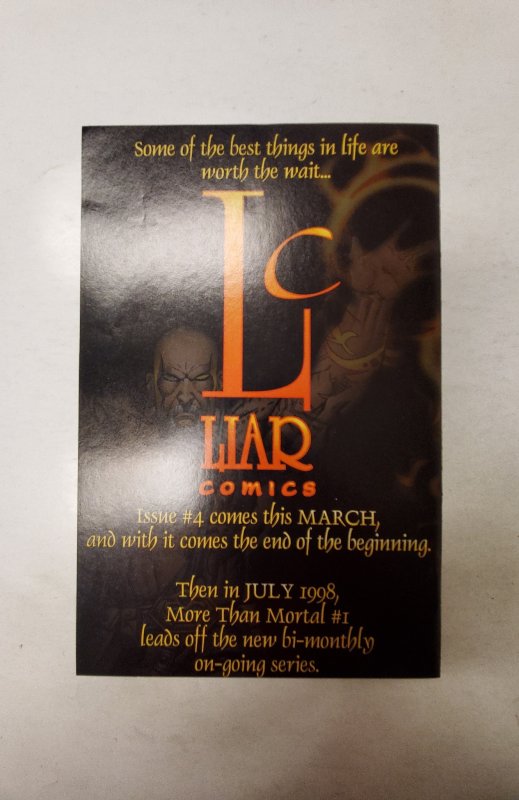 Some of the best things in life are
worth the wait...
LC
LIAR
COMICS
Issue #4 comes this MARCH,
and with it comes the end of the beginning.
Then in JULY 1998,
More Than Mortal #1
leads off the new bi-monthly
on-going series.